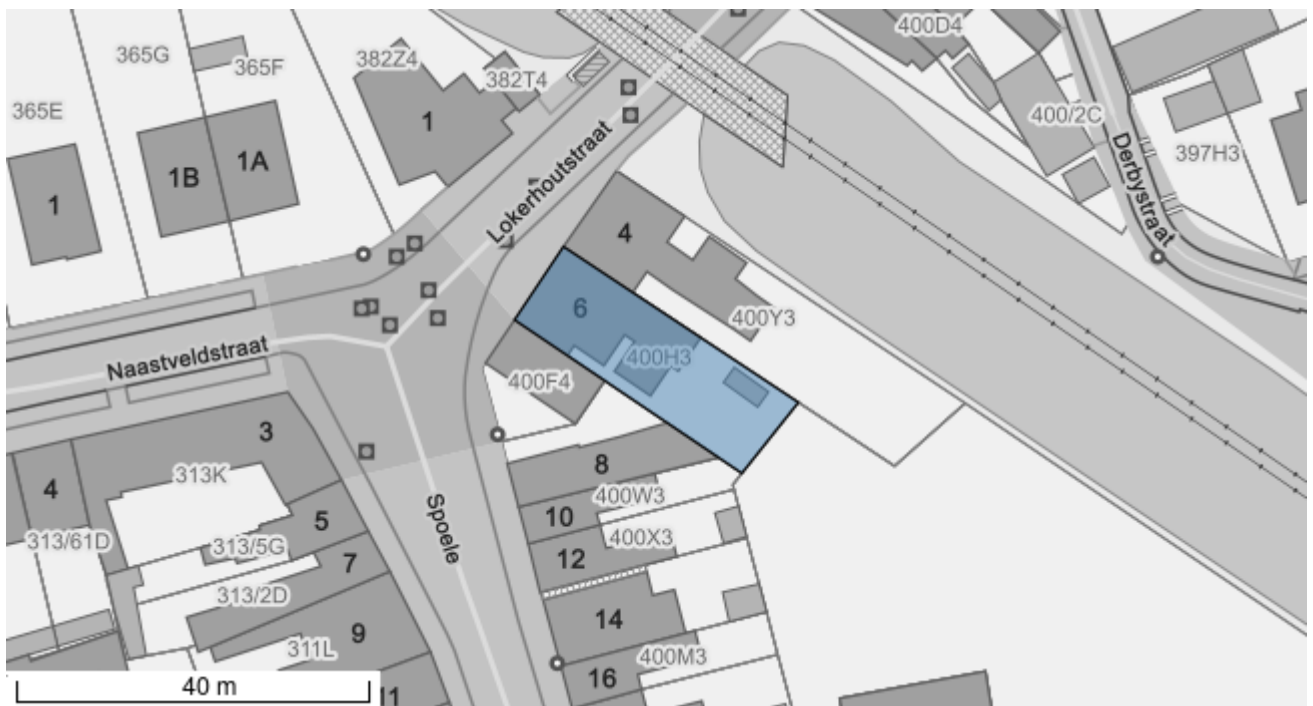 400D4
365G
382Z4
365F
382T4
365E
1
400/2C
Lokerhoutstraat
Derbystraat
397H3
1A
1B
1
4
6
400Y3
Naastveldstraat
400H3
400F4
3
8
313K
4
400W3
10
5
Spoele
400X3
313/61D
313/5G
12
7
313/2D
14
9
311L
400M3
16
40 m
11